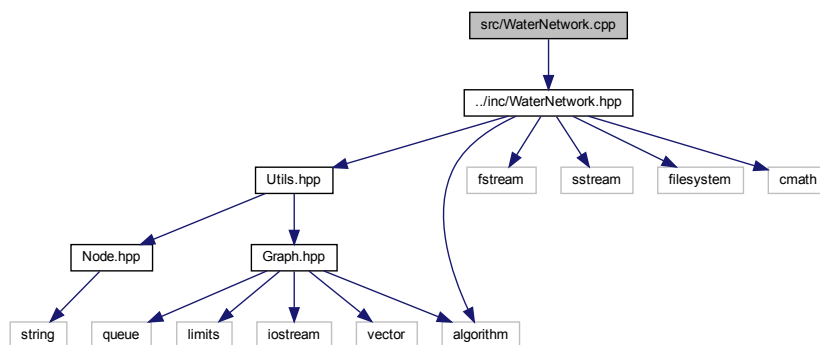 src/WaterNetwork.cpp
../inc/WaterNetwork.hpp
Utils.hpp
fstream
sstream
filesystem
cmath
Node.hpp
Graph.hpp
string
queue
limits
iostream
vector
algorithm